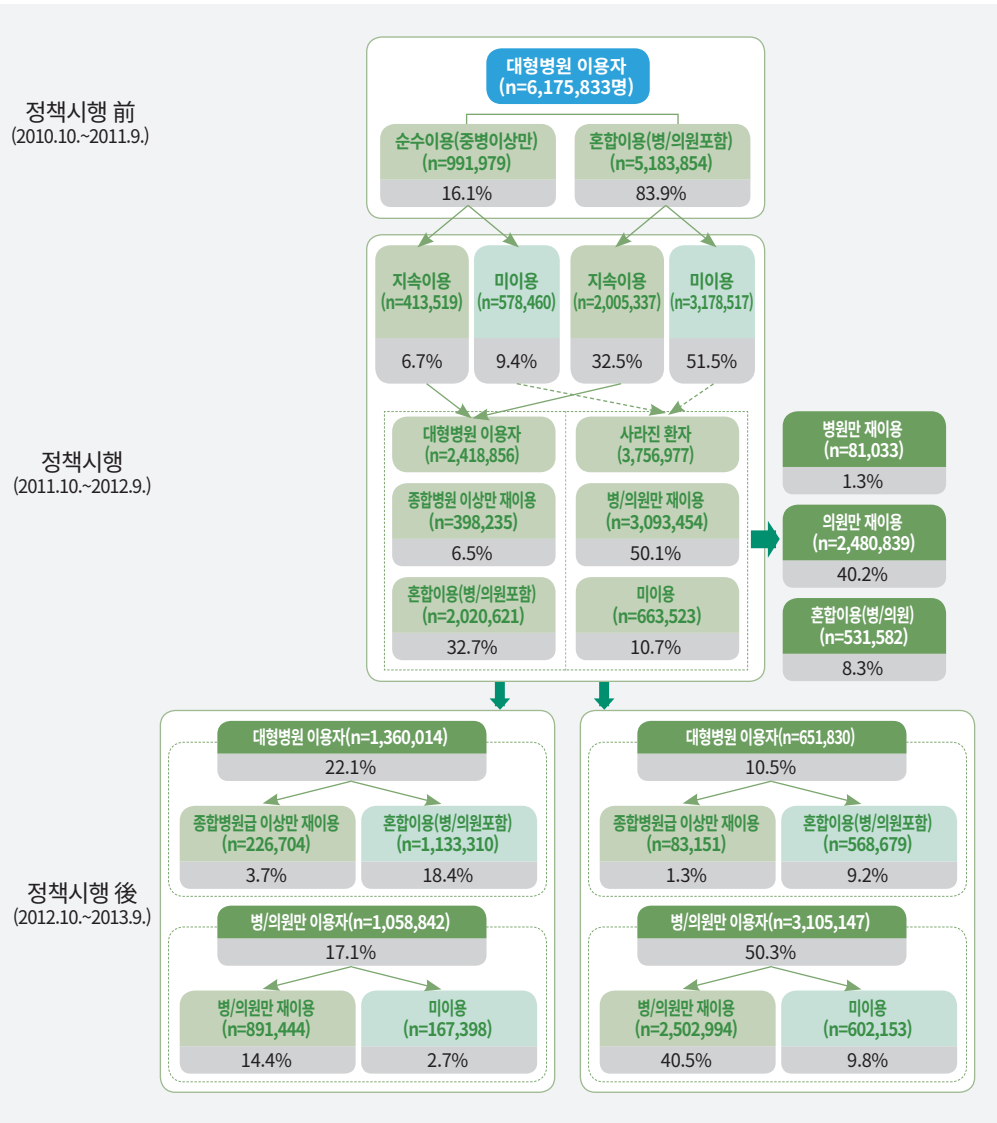 정책시행 前
(2010.10.~2011.9.)
대형병원 이용자
(n=6,175,833명)
순수이용(중병이상만)
(n=991,979)
16.1%
혼합이용(병/의원포함)
(n=5,183,854)
83.9%
정책시행
(2011.10.~2012.9.)
지속이용
(n=413,519)
6.7%
미이용
(n=578,460)
9.4%
지속이용
(n=2,005,337)
32.5%
미이용
(n=3,178,517)
51.5%
대형병원 이용자
(n=2,418,856)
종합병원 이상만 재이용
(n=398,235)
6.5%
혼합이용(병/의원포함)
(n=2,020,621)
32.7%
사라진 환자
(3,756,977)
병/의원만 재이용
(n=3,093,454)
50.1%
미이용
(n=663,523)
10.7%
병원만 재이용
(n=81,033)
1.3%
의원만 재이용
(n=2,480,839)
40.2%
혼합이용(병/의원)
(n=531,582)
8.3%
정책시행 後
(2012.10.~2013.9.)
대형병원 이용자(n=1,360,014)
22.1%
종합병원급 이상만 재이용
(n=226,704)
3.7%
혼합이용(병/의원포함)
(n=1,133,310)
18.4%
병/의원만 이용자(n=1,058,842)
17.1%
병/의원만 재이용
(n=891,444)
14.4%
미이용
(n=167,398)
2.7%
대형병원 이용자(n=651,830)
10.5%
종합병원급 이상만 재이용
(n=83,151)
1.3%
혼합이용(병/의원포함)
(n=568,679)
9.2%
병/의원만 이용자(n=3,105,147)
50.3%
병/의원만 재이용
(n=2,502,994)
40.5%
미이용
(n=602,153)
9.8%